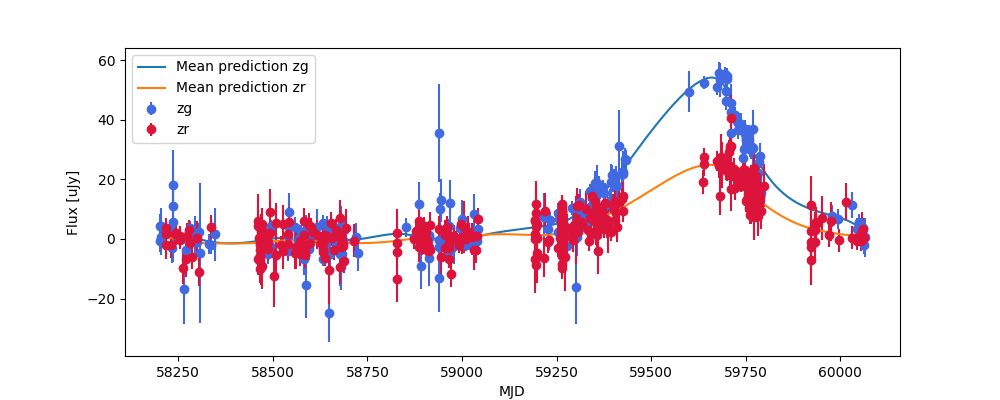 Mean prediction zg
Mean prediction zr
zg
zr
Flux [uJy]
60
40
20
0
−20
58250 58500 58750 59000 59250 59500 59750 60000
MJD